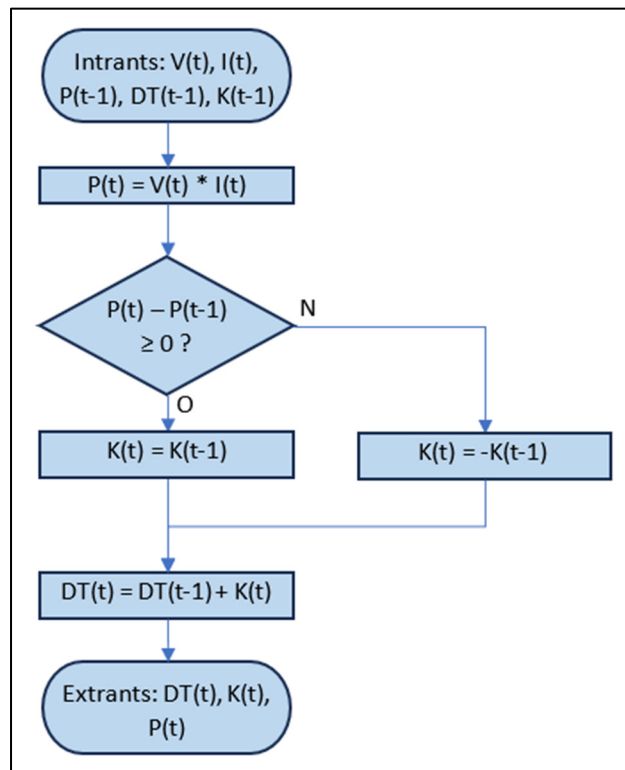 Intrants: V(t), I(t),
P(t-1), DT(t-1), K(t-1)
P(t) = V(t) * I(t)
P(t) – P(t-1)
≥ 0 ?
N
O
K(t) = K(t-1)
K(t) = -K(t-1)
DT(t) = DT(t-1) + K(t)
Extrants: DT(t), K(t),
P(t)